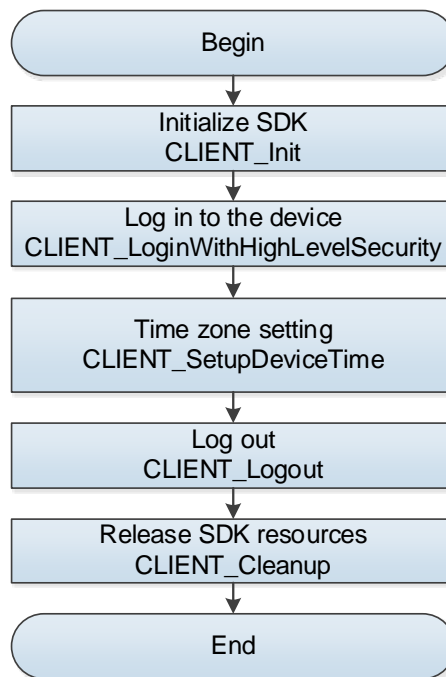 Begin
Initialize SDK
CLIENT_Init
Log in to the device
CLIENT_LoginWithHighLevelSecurity
Time zone setting
CLIENT_SetupDeviceTime
Log out
CLIENT_Logout
Release SDK resources
CLIENT_Cleanup
End